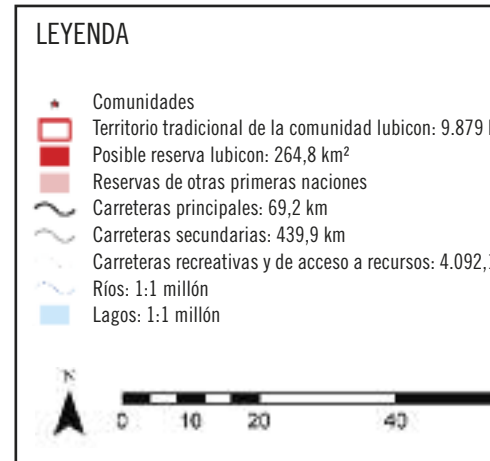 LEYENDA
Comunidades
Territorio tradicional de la comunidad lubicon: 9.879
Posible reserva lubicon: 264,8 km²
Reservas de otras primeras naciones
Carreteras principales: 69,2 km
Carreteras secundarias: 439,9 km
Carreteras recreativas y de acceso a recursos: 4.092,
Ríos: 1:1 millón
Lagos: 1:1 millón
N
0 10 20 40